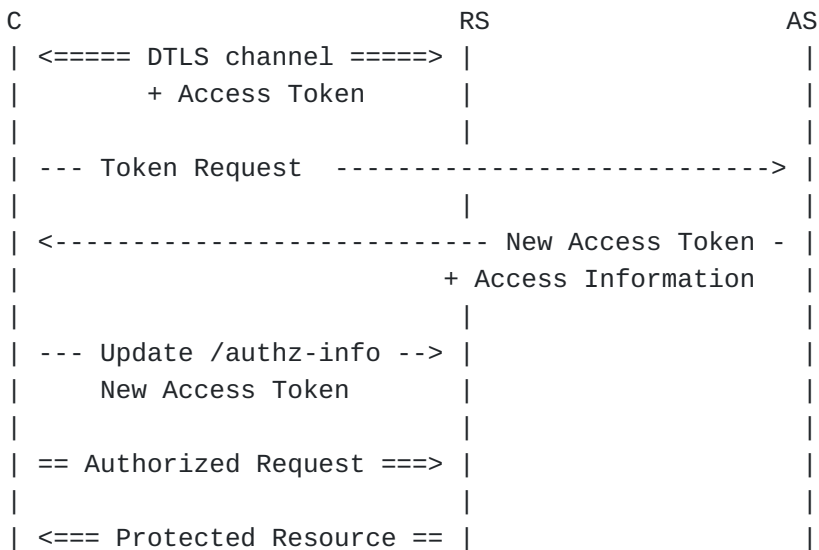 C                            RS                   AS
| <===== DTLS channel =====> |                     |
|        + Access Token      |                     |
|                            |                     |
| --- Token Request  ----------------------------> |
|                            |                     |
| <---------------------------- New Access Token - |
|                           + Access Information   |
|                            |                     |
| --- Update /authz-info --> |                     |
|     New Access Token       |                     |
|                            |                     |
| == Authorized Request ===> |                     |
|                            |                     |
| <=== Protected Resource == |                     |